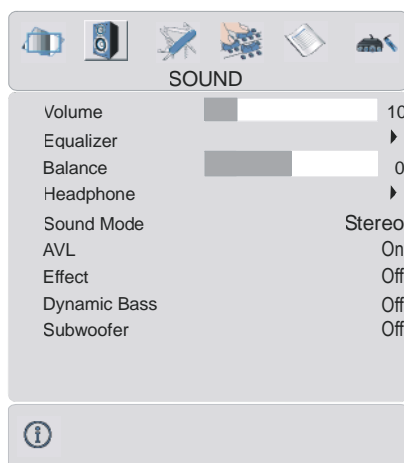 SOUND
Volume 10
Equalizer
Balance 0
Headphone
Sound Mode Stereo
AVL On
Effect Off
Dynamic Bass Off
Subwoofer Off